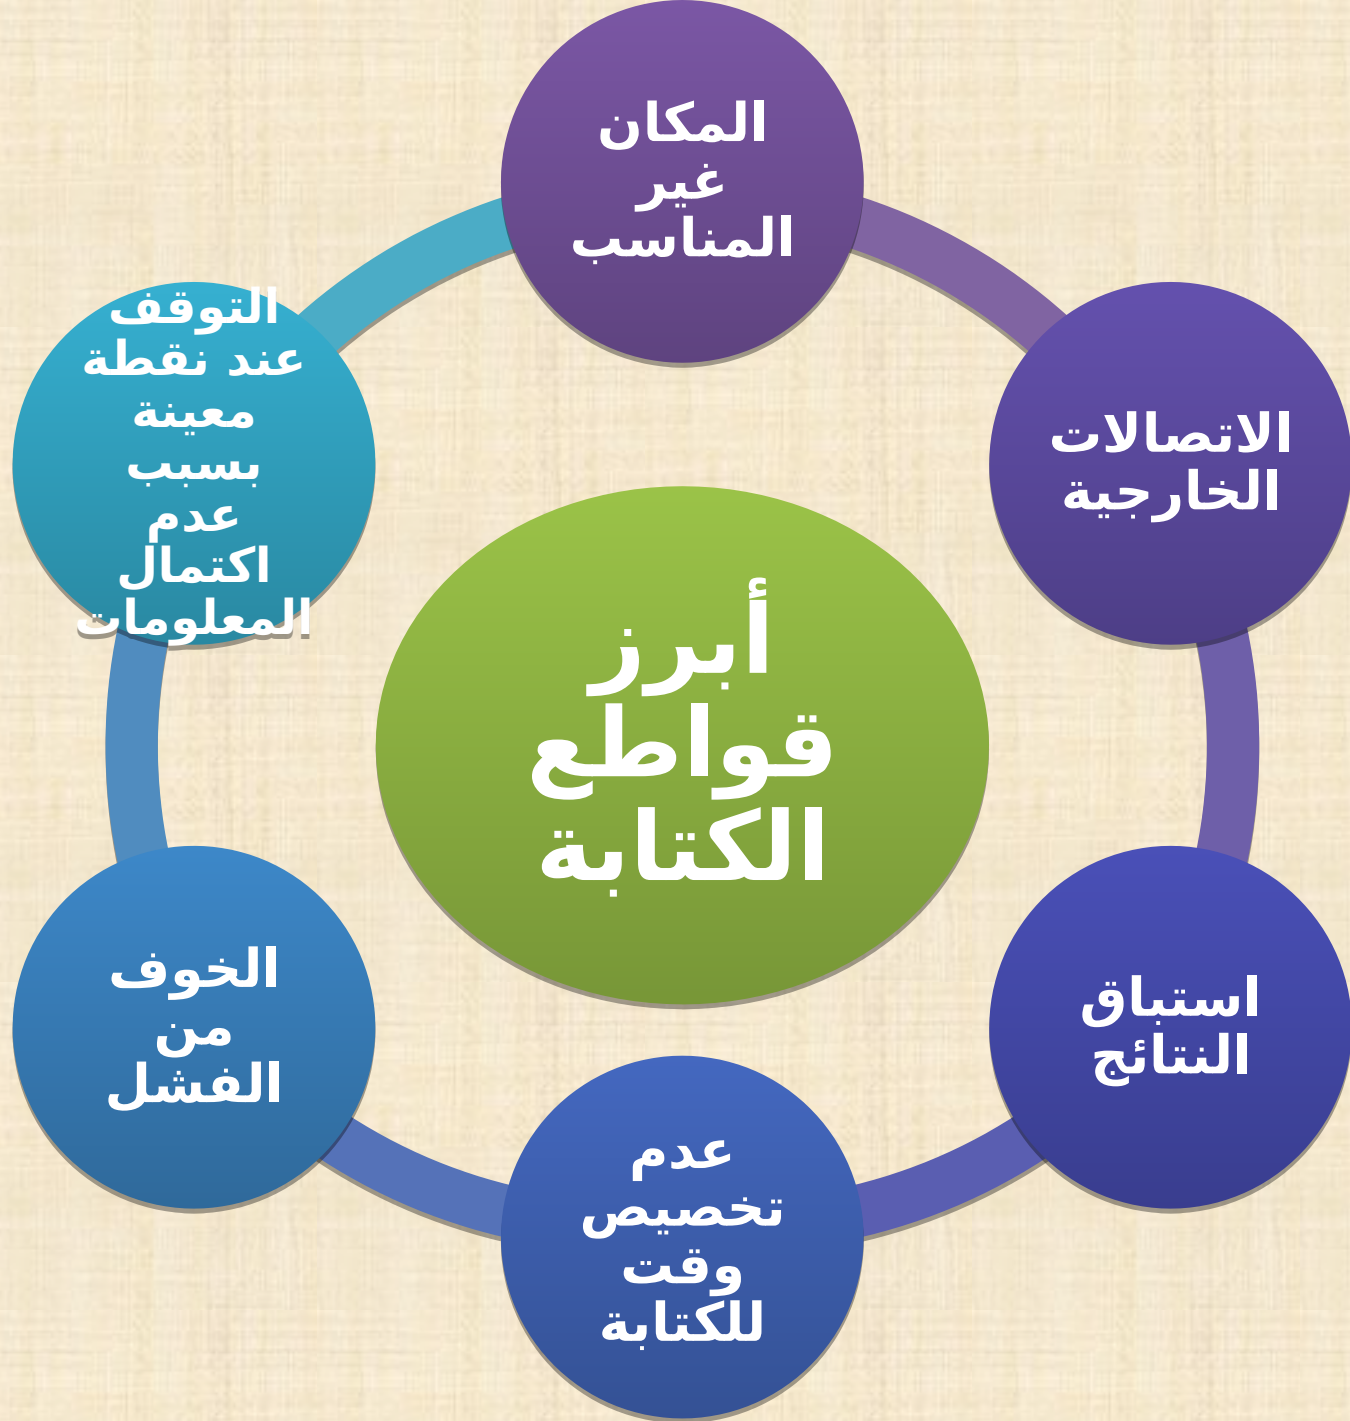 المكان
غير
المناسب
الاتصالات
الخارجية
استباق
النتائج
عدم
تخصيص
وقت
للكتابة
الخوف
من
الفشل
التوقف
عند نقطة
معينة
بسبب
عدم
اكتمال
المعلومات
أبرز
قواطع
الكتابة